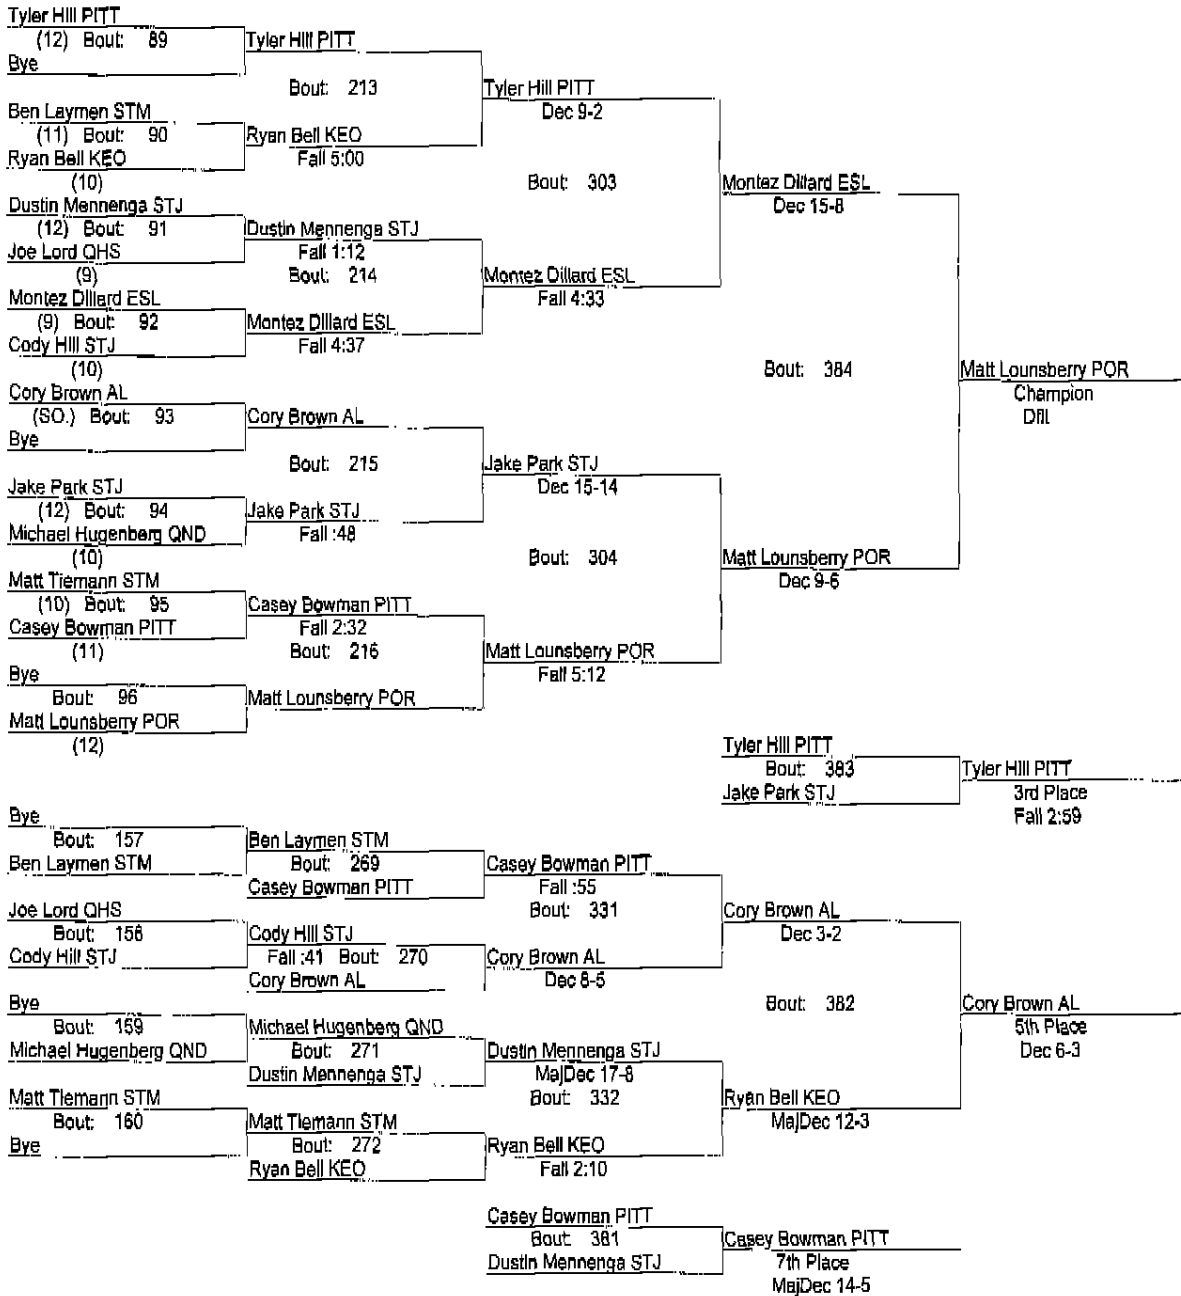 Tyler Hill PITT
(12) Bout: 89
Bye
Tyler Hill PITT
Bout: 213
Ben Laymen STM
(11) Bout: 90
Ryan Bell KEO
(10)
Ryan Bell KEO
Fall 5:00
Tyler Hill PITT
Dec 9-2
Bout: 303
Dustin Mennenga STJ
(12) Bout: 91
Joe Lord QHS
(9)
Dustin Mennenga STJ
Fall 1:12
Bout: 214
Montez Dillard ESL
(9) Bout: 92
Cody Hill STJ
(10)
Montez Dillard ESL
Fall 4:37
Montez Dillard ESL
Fall 4:33
Montez Dillard ESL
Dec 15-8
Bout: 384
Cory Brown AL
(SO.) Bout: 93
Bye
Cory Brown AL
Bout: 215
Jake Park STJ
(12) Bout: 94
Michael Hugenberg QND
(10)
Jake Park STJ
Fall :48
Jake Park STJ
Dec 15-14
Bout: 304
Matt Tiemann STM
(10) Bout: 95
Casey Bowman PITT
(11)
Casey Bowman PITT
Fall 2:32
Bout: 216
Bye
Bout: 96
Matt Lounsberry POR
(12)
Matt Lounsberry POR
Matt Lounsberry POR
Fall 5:12
Matt Lounsberry POR
Dec 9-6
Matt Lounsberry POR
Champion
Dflt
Tyler Hill PITT
Bout: 383
Jake Park STJ
Tyler Hill PITT
3rd Place
Fall 2:59
Bye
Bout: 157
Ben Laymen STM
Ben Laymen STM
Bout: 269
Casey Bowman PITT
Casey Bowman PITT
Fall :55
Bout: 331
Joe Lord QHS
Bout: 158
Cody Hill STJ
Cody Hill STJ
Fall :41 Bout: 270
Cory Brown AL
Cory Brown AL
Dec 8-5
Cory Brown AL
Dec 3-2
Bout: 382
Bye
Bout: 159
Michael Hugenberg QND
Michael Hugenberg QND
Bout: 271
Dustin Mennenga STJ
Dustin Mennenga STJ
MajDec 17-8
Bout: 332
Matt Tiemann STM
Bout: 160
Bye
Matt Tiemann STM
Bout: 272
Ryan Bell KEO
Ryan Bell KEO
Fall 2:10
Ryan Bell KEO
MajDec 12-3
Cory Brown AL
5th Place
Dec 6-3
Casey Bowman PITT
Bout: 381
Dustin Mennenga STJ
Casey Bowman PITT
7th Place
MajDec 14-5